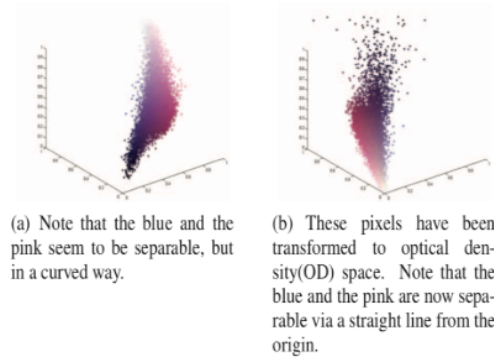 (a) Note that the blue and the
pink seem to be separable, but
in a curved way.
(b) These pixels have been
transformed to optical den-
sity(OD) space. Note that the
blue and the pink are now sepa-
rable via a straight line from the
origin.